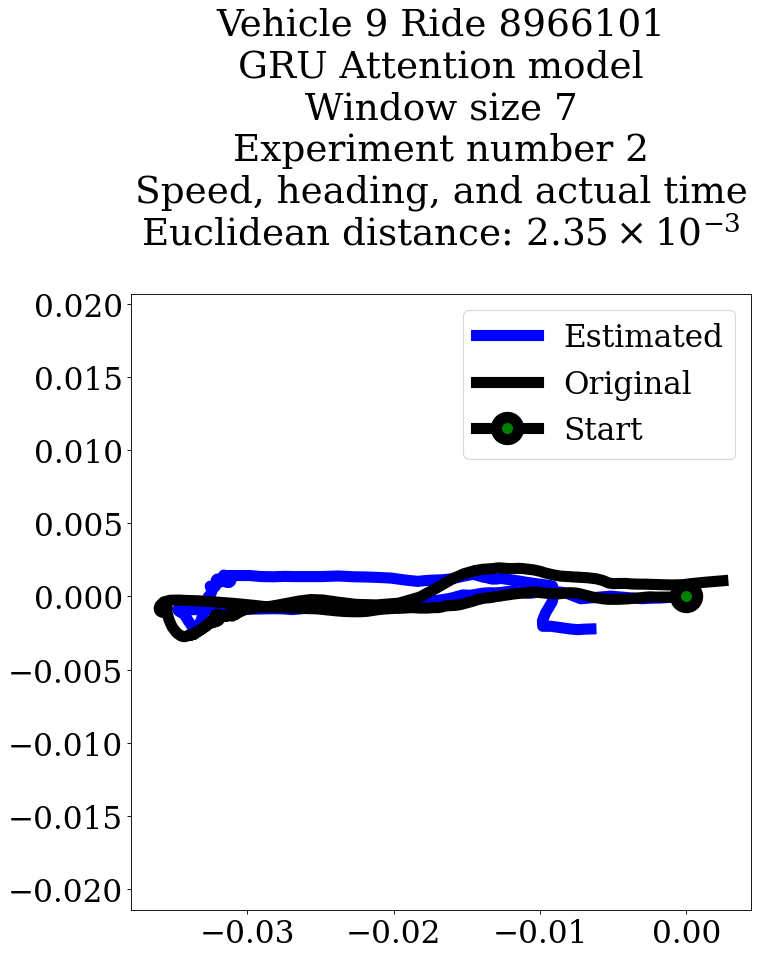 Vehicle 9 Ride 8966101
GRU Attention model
Window size 7
Experiment number 2
Speed, heading, and actual time
Euclidean distance: 2.35 × 10⁻³
0.020
0.015
0.010
0.005
0.000
−0.005
−0.010
−0.015
−0.020
Estimated
Original
Start
−0.03 −0.02 −0.01 0.00